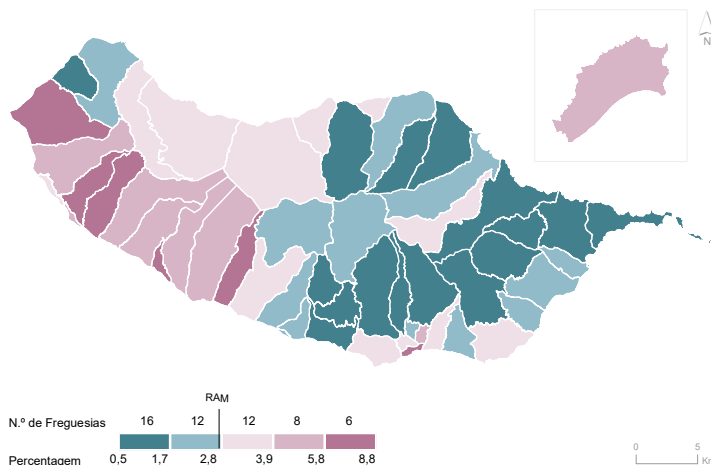 N
RAM
N.º de Freguesias 16 12 12 8 6
Percentagem 0,5 1,7 2,8 3,9 5,8 8,8
0 5
Km